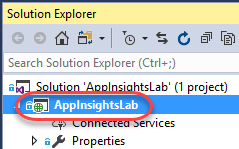 Solution Explorer
Search Solution Explorer (Ctrl+;)
Solution 'AppInsightsLab' (1 project)
AppInsightsLab
Connected Services
Properties